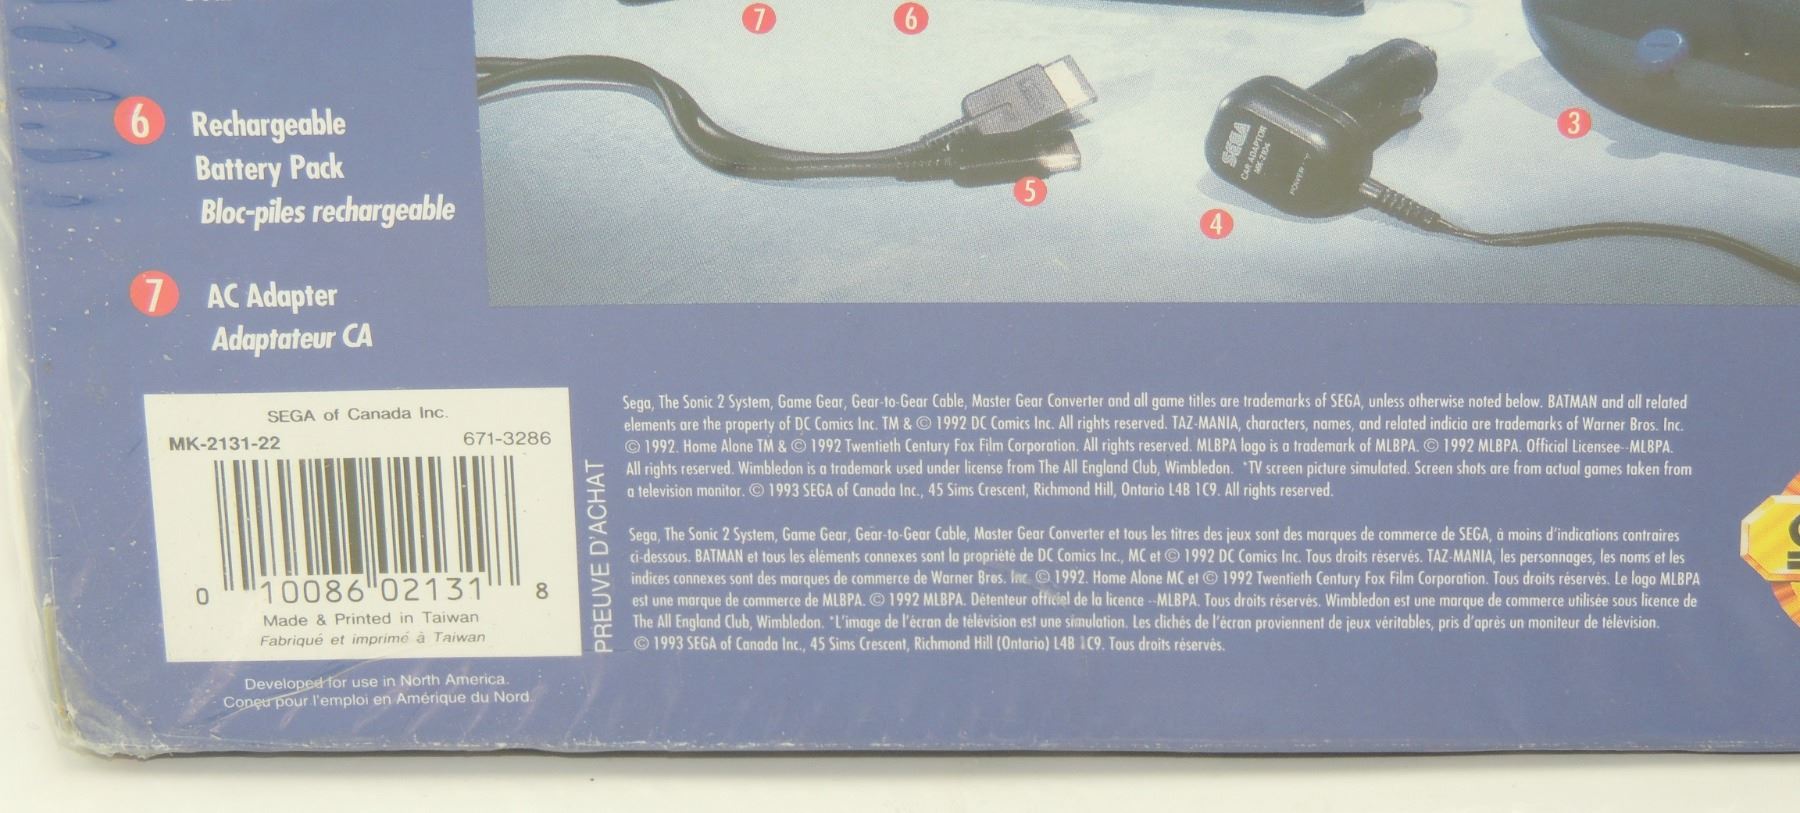 7
6
6
Rechargeable
Battery Pack
Bloc-piles rechargeable
7
AC Adapter
Adaptateur CA
5
SEGA
CAR ADAPTOR
MK-2104
POWER
4
3
SEGA of Canada Inc.
MK-2131-22 671-3286
0 10086 02131 8
Made & Printed in Taiwan
Fabriqué et imprimé à Taiwan
PREUVE D'ACHAT
Developed for use in North America.
Conçu pour l'emploi en Amérique du Nord.
Sega, The Sonic 2 System, Game Gear, Gear-to-Gear Cable, Master Gear Converter and all game titles are trademarks of SEGA, unless otherwise noted below. BATMAN and all related
elements are the property of DC Comics Inc. TM & © 1992 DC Comics Inc. All rights reserved. TAZ-MANIA, characters, names, and related indicia are trademarks of Warner Bros. Inc.
© 1992. Home Alone TM & © 1992 Twentieth Century Fox Film Corporation. All rights reserved. MLBPA logo is a trademark of MLBPA. © 1992 MLBPA. Official Licensee--MLBPA.
All rights reserved. Wimbledon is a trademark used under license from The All England Club, Wimbledon. *TV screen picture simulated. Screen shots are from actual games taken from
a television monitor. © 1993 SEGA of Canada Inc., 45 Sims Crescent, Richmond Hill, Ontario L4B 1C9. All rights reserved.
Sega, The Sonic 2 System, Game Gear, Gear-to-Gear Cable, Master Gear Converter et tous les titres des jeux sont des marques de commerce de SEGA, à moins d'indications contraires
ci-dessous. BATMAN et tous les éléments connexes sont la propriété de DC Comics Inc., MC et © 1992 DC Comics Inc. Tous droits réservés. TAZ-MANIA, les personnages, les noms et les
indices connexes sont des marques de commerce de Warner Bros. Inc. © 1992. Home Alone MC et © 1992 Twentieth Century Fox Film Corporation. Tous droits réservés. Le logo MLBPA
est une marque de commerce de MLBPA. © 1992 MLBPA. Détenteur officiel de la licence --MLBPA. Tous droits réservés. Wimbledon est une marque de commerce utilisée sous licence de
The All England Club, Wimbledon. *L'image de l'écran de télévision est une simulation. Les clichés de l'écran proviennent de jeux véritables, pris d'après un moniteur de télévision.
© 1993 SEGA of Canada Inc., 45 Sims Crescent, Richmond Hill (Ontario) L4B 1C9. Tous droits réservés.